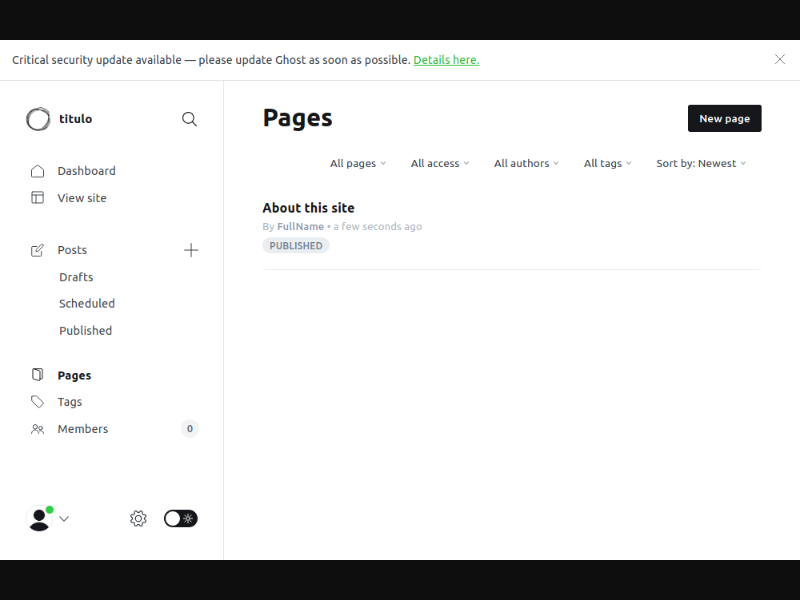 Critical security update available — please update Ghost as soon as possible. Details here.
titulo
Dashboard
View site
Posts
Drafts
Scheduled
Published
Pages
Tags
Members 0
Pages
New page
All pages All access All authors All tags Sort by: Newest
About this site
By FullName • a few seconds ago
PUBLISHED